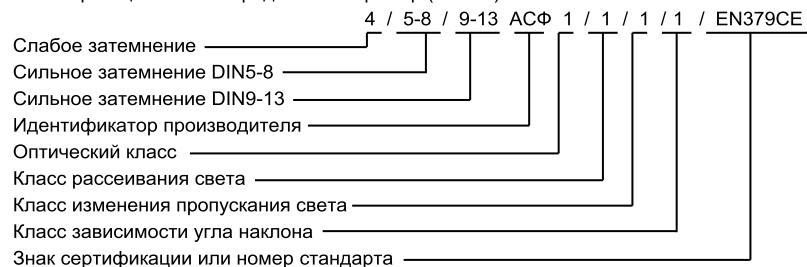 4 / 5-8 / 9-13 АСФ 1 / 1 / 1 / 1 / EN379CE
Слабое затемнение
Сильное затемнение DIN5-8
Сильное затемнение DIN9-13
Идентификатор производителя
Оптический класс
Класс рассеивания света
Класс изменения пропускания света
Класс зависимости угла наклона
Знак сертификации или номер стандарта